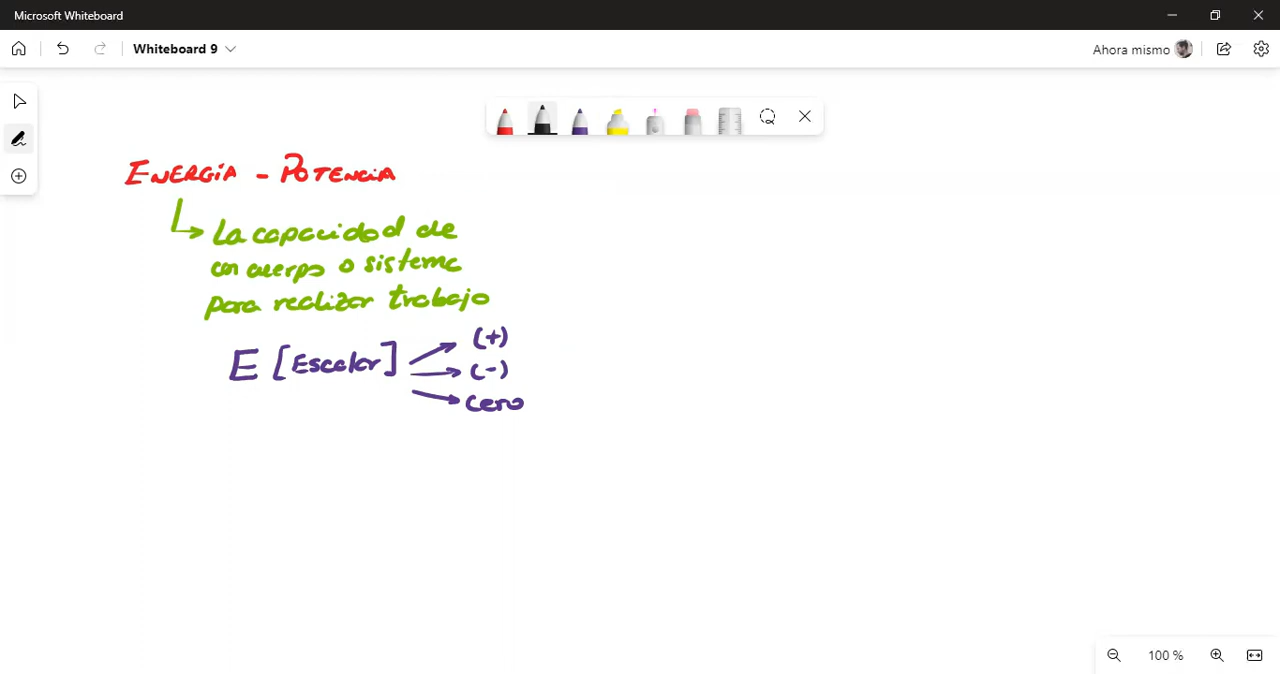 Microsoft Whiteboard
Whiteboard 9
Ahora mismo
ENERGÍA - POTENCIA
La capacidad de
un cuerpo o sistema
para realizar trabajo
E [Escalar]
(+)
(-)
cero
100 %